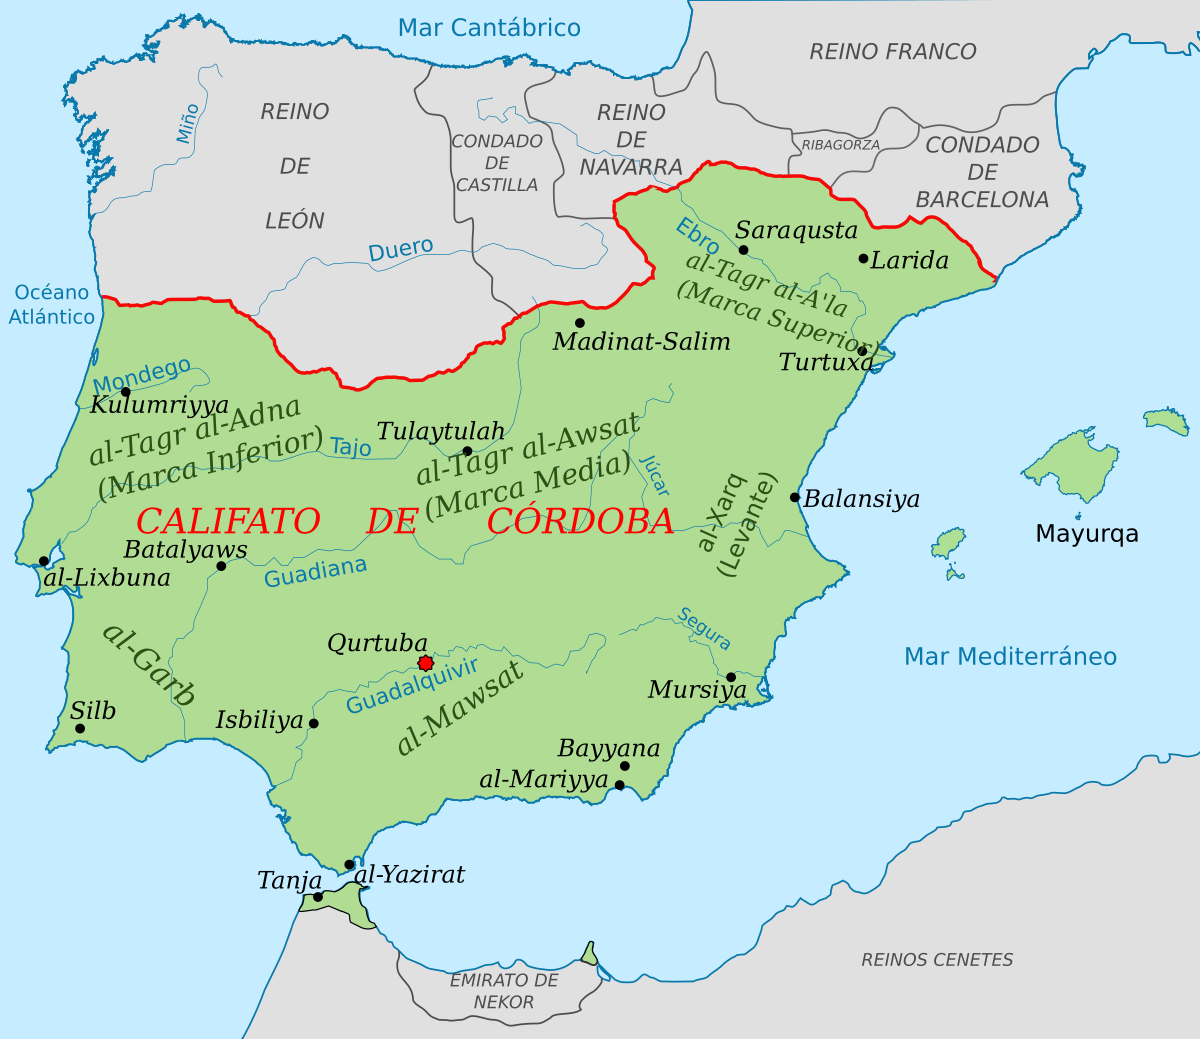 Mar Cantábrico
REINO FRANCO
REINO
DE
LEÓN
Miño
CONDADO
DE
CASTILLA
REINO
DE
NAVARRA
RIBAGORZA
CONDADO
DE
BARCELONA
Duero
Ebro
Saraqusta
Larida
al-Tagr al-A'la
(Marca Superior)
Océano
Atlántico
Madinat-Salim
Turtuxa
Mondego
Kulumriyya
al-Tagr al-Adna
(Marca Inferior)
Tajo
Tulaytulah
al-Tagr al-Awsat
(Marca Media)
Júcar
al-Xarq
(Levante)
Balansiya
Mayurqa
CALIFATO DE CÓRDOBA
Batalyaws
al-Lixbuna
Guadiana
al-Garb
Qurtuba
Guadalquivir
al-Mawsat
Segura
Mursiya
Mar Mediterráneo
Silb
Isbiliya
Bayyana
al-Mariyya
Tanja
al-Yazirat
EMIRATO DE
NEKOR
REINOS CENETES